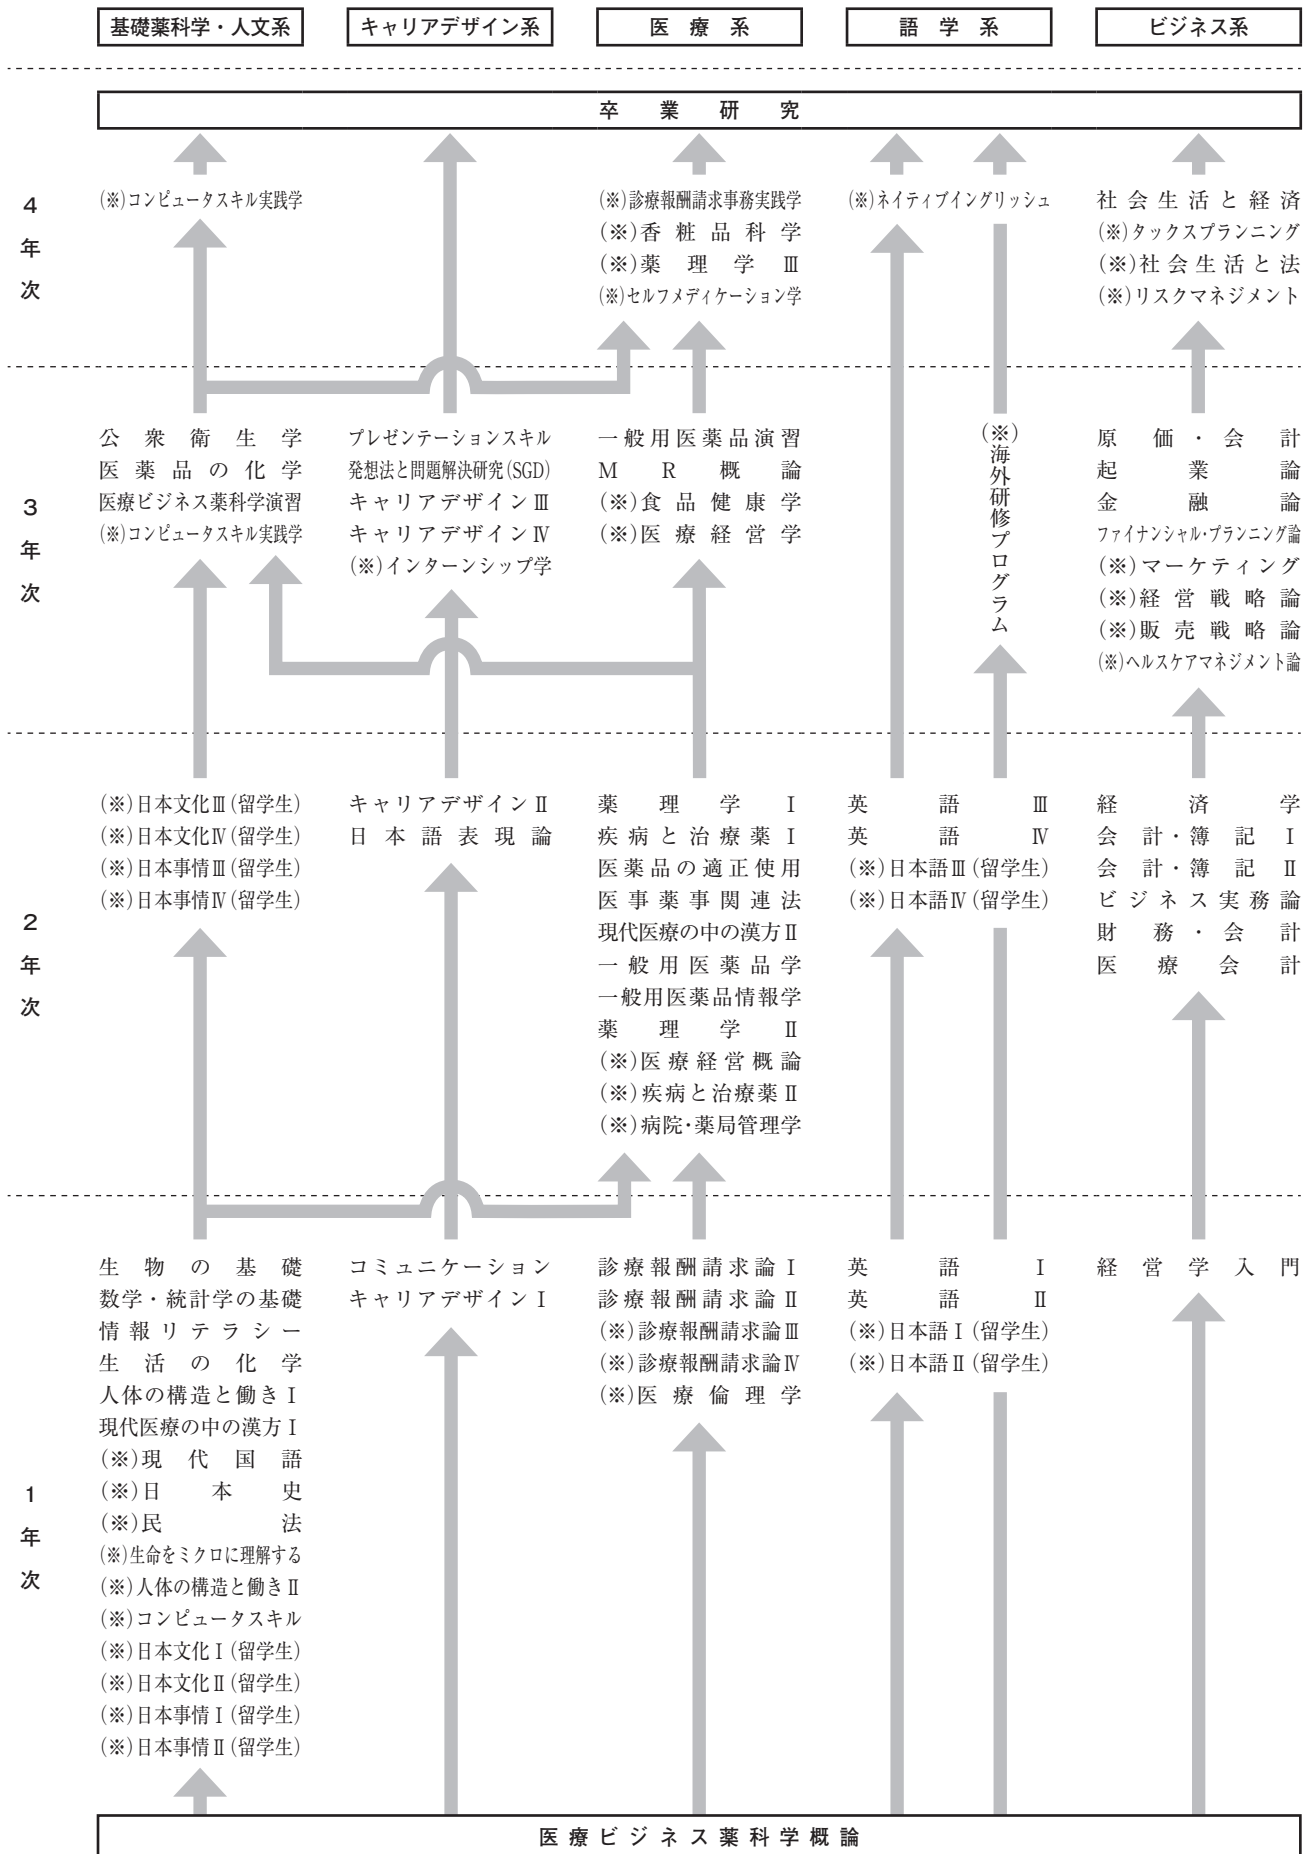 基礎薬科学・人文系
キャリアデザイン系
医療系
語学系
ビジネス系
卒業研究
4年次
(※)コンピュータスキル実践学
(※)診療報酬請求事務実践学
(※)香粧品科学
(※)薬理学Ⅲ
(※)セルフメディケーション学
(※)ネイティブイングリッシュ
社会生活と経済
(※)タックスプランニング
(※)社会生活と法
(※)リスクマネジメント
3年次
公衆衛生学
医薬品の化学
医療ビジネス薬科学演習
(※)コンピュータスキル実践学
プレゼンテーションスキル
発想法と問題解決研究(SGD)
キャリアデザインⅢ
キャリアデザインⅣ
(※)インターンシップ学
一般用医薬品演習
MR概論
(※)食品健康学
(※)医療経営学
(※)海外研修プログラム
原価・会計
起業論
金融論
ファイナンシャル・プランニング論
(※)マーケティング
(※)経営戦略論
(※)販売戦略論
(※)ヘルスケアマネジメント論
2年次
(※)日本文化Ⅲ(留学生)
(※)日本文化Ⅳ(留学生)
(※)日本事情Ⅲ(留学生)
(※)日本事情Ⅳ(留学生)
キャリアデザインⅡ
日本語表現論
薬理学Ⅰ
疾病と治療薬Ⅰ
医薬品の適正使用
医事薬事関連法
現代医療の中の漢方Ⅱ
一般用医薬品学
一般用医薬品情報学
薬理学Ⅱ
(※)医療経営概論
(※)疾病と治療薬Ⅱ
(※)病院・薬局管理学
英語Ⅲ
英語Ⅳ
(※)日本語Ⅲ(留学生)
(※)日本語Ⅳ(留学生)
経済学
会計・簿記Ⅰ
会計・簿記Ⅱ
ビジネス実務論
財務・会計
医療会計
1年次
生物の基礎
数学・統計学の基礎
情報リテラシー
生活の化学
人体の構造と働きⅠ
現代医療の中の漢方Ⅰ
(※)現代国語
(※)日本史
(※)民法
(※)生命をミクロに理解する
(※)人体の構造と働きⅡ
(※)コンピュータスキル
(※)日本文化Ⅰ(留学生)
(※)日本文化Ⅱ(留学生)
(※)日本事情Ⅰ(留学生)
(※)日本事情Ⅱ(留学生)
コミュニケーション
キャリアデザインⅠ
診療報酬請求論Ⅰ
診療報酬請求論Ⅱ
(※)診療報酬請求論Ⅲ
(※)診療報酬請求論Ⅳ
(※)医療倫理学
英語Ⅰ
英語Ⅱ
(※)日本語Ⅰ(留学生)
(※)日本語Ⅱ(留学生)
経営学入門
医療ビジネス薬科学概論